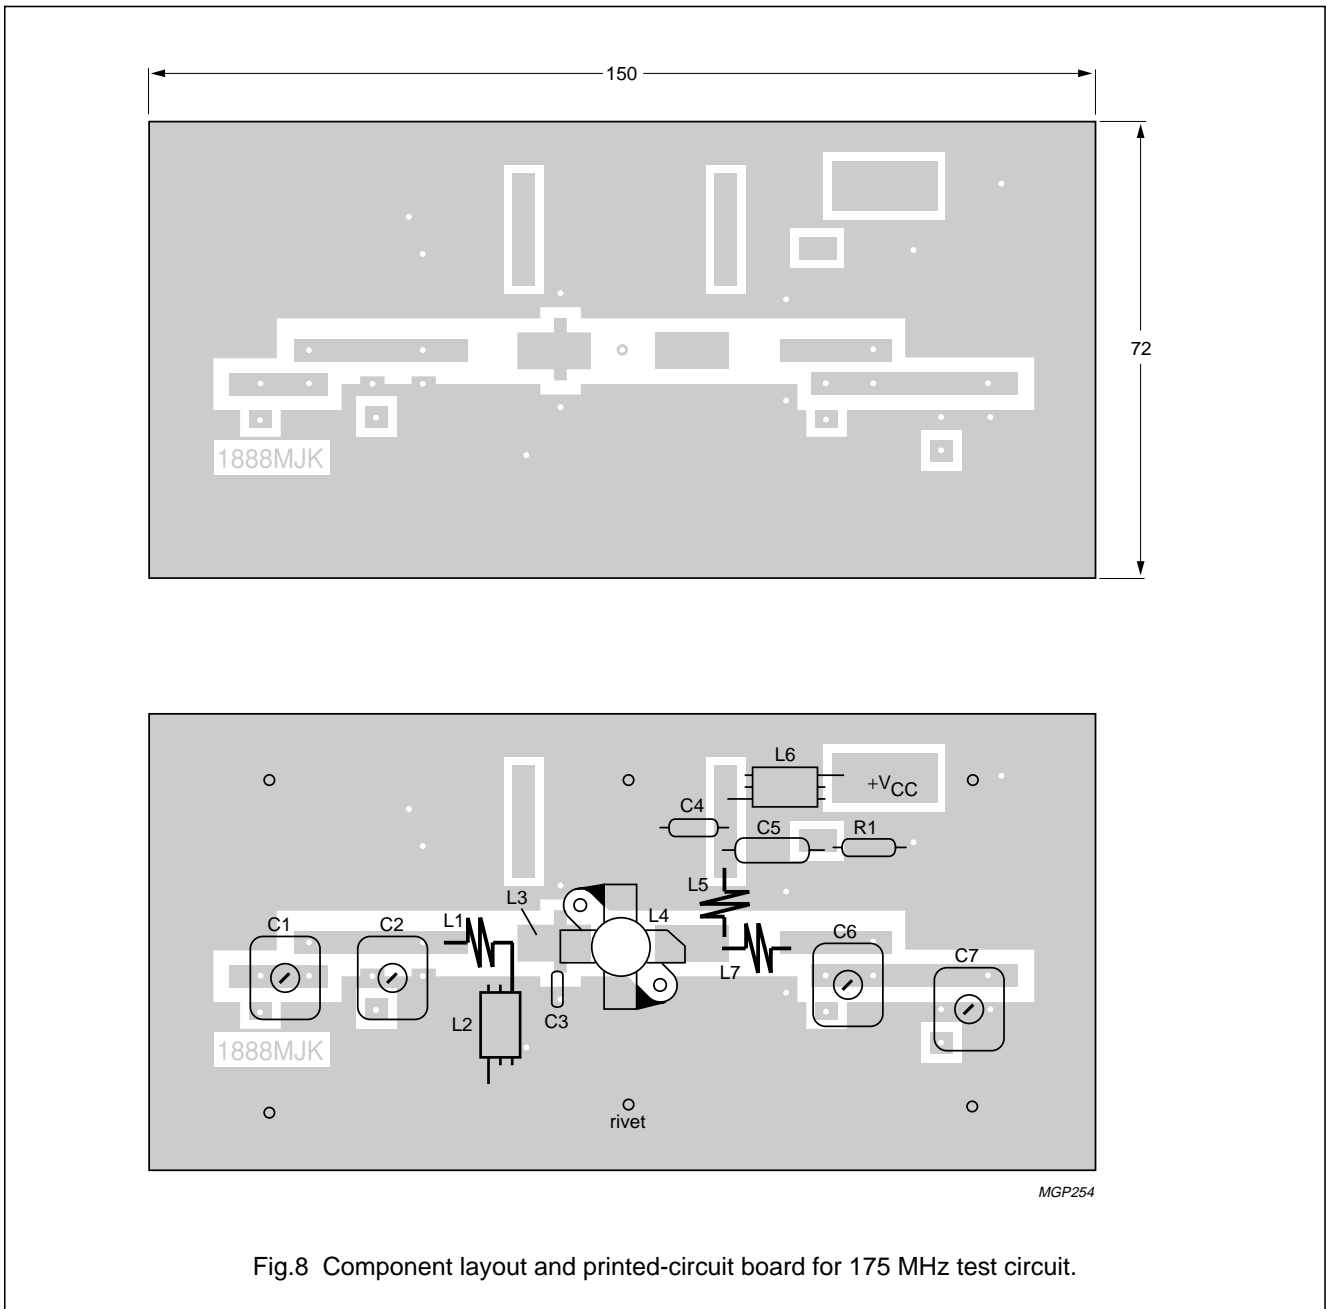 150
72
1888MJK
L6
+VCC
C4
C5
R1
L5
L3
L4
C1
C2
L1
C6
L7
C7
L2
C3
1888MJK
rivet
MGP254
Fig.8 Component layout and printed-circuit board for 175 MHz test circuit.